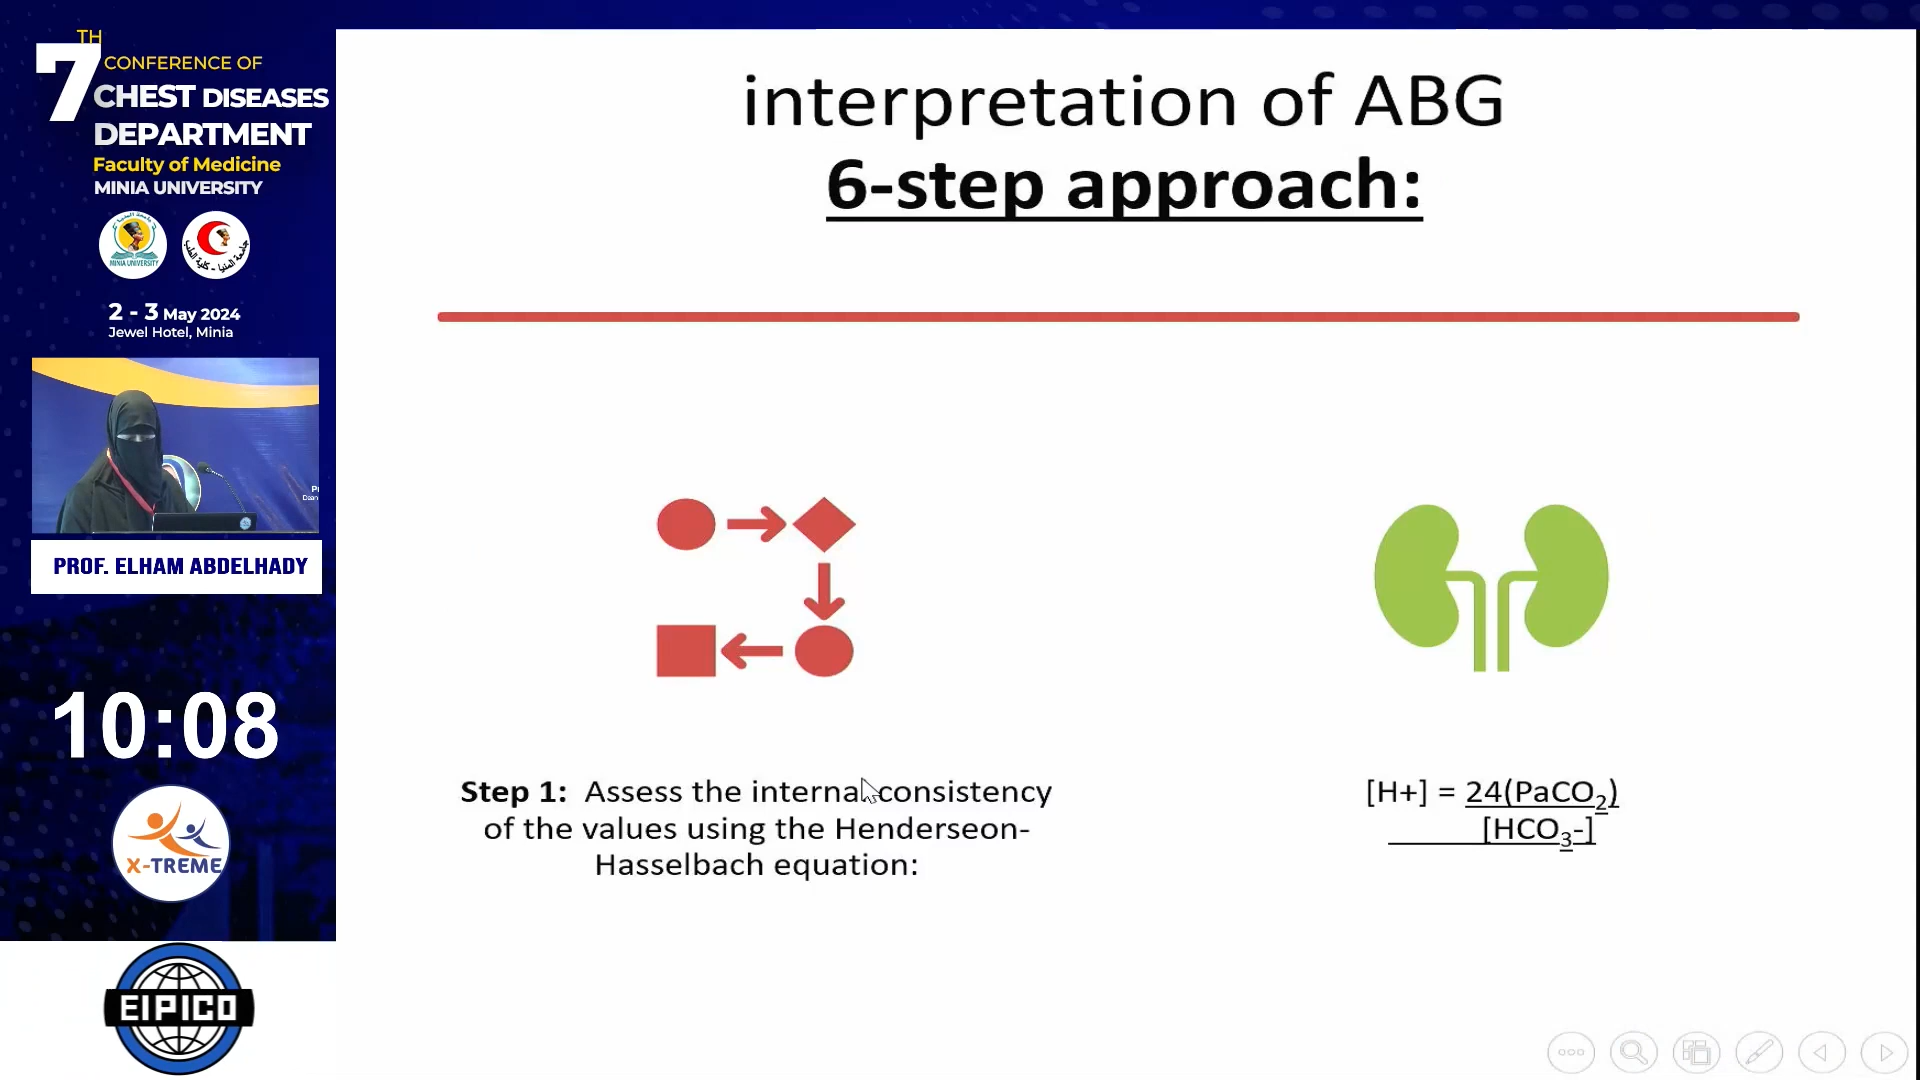 7TH
CONFERENCE OF
CHEST DISEASES
DEPARTMENT
Faculty of Medicine
MINIA UNIVERSITY
MINIA UNIVERSITY
2 - 3 May 2024
Jewel Hotel, Minia
PROF. ELHAM ABDELHADY
10:08
X-TREME
EIPICO
interpretation of ABG
6-step approach:
Step 1: Assess the internal consistency
of the values using the Henderseon-
Hasselbach equation:
[H+] = 24(PaCO2)
[HCO3-]